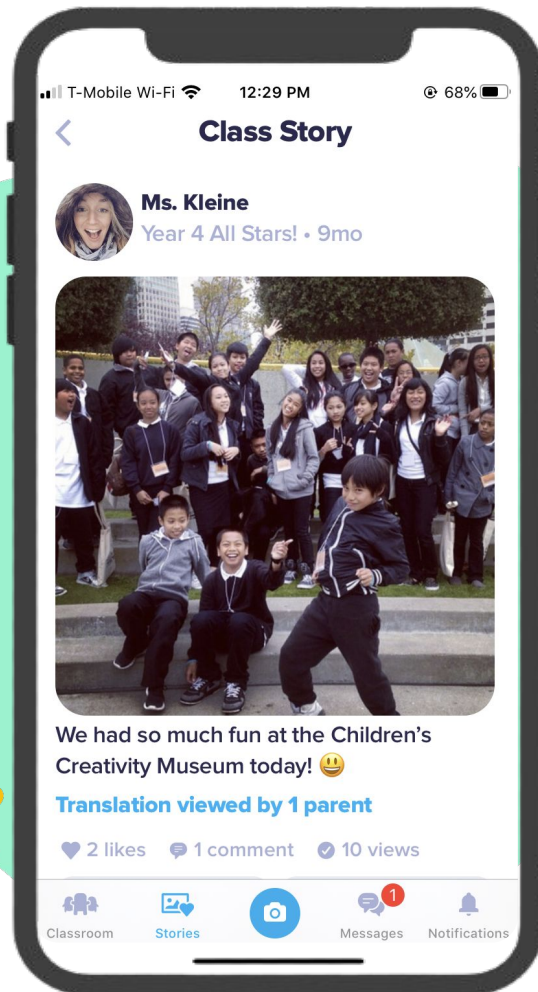 T-Mobile Wi-Fi 12:29 PM 68%
Class Story
Ms. Kleine
Year 4 All Stars! • 9mo
We had so much fun at the Children's
Creativity Museum today! 😃
Translation viewed by 1 parent
2 likes 1 comment 10 views
1
Classroom Stories Messages Notifications